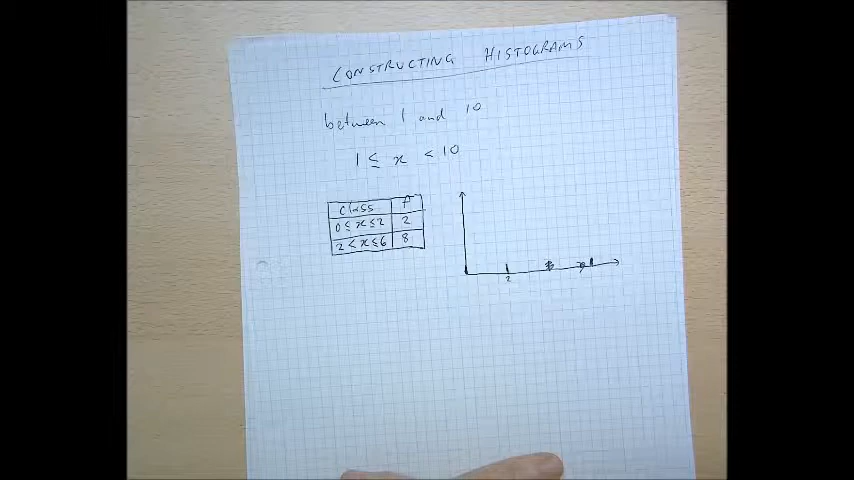 CONSTRUCTING HISTOGRAMS
between 1 and 10
1 ≤ x < 10
Class f
0 ≤ x ≤ 2 2
2 < x ≤ 6 8
2